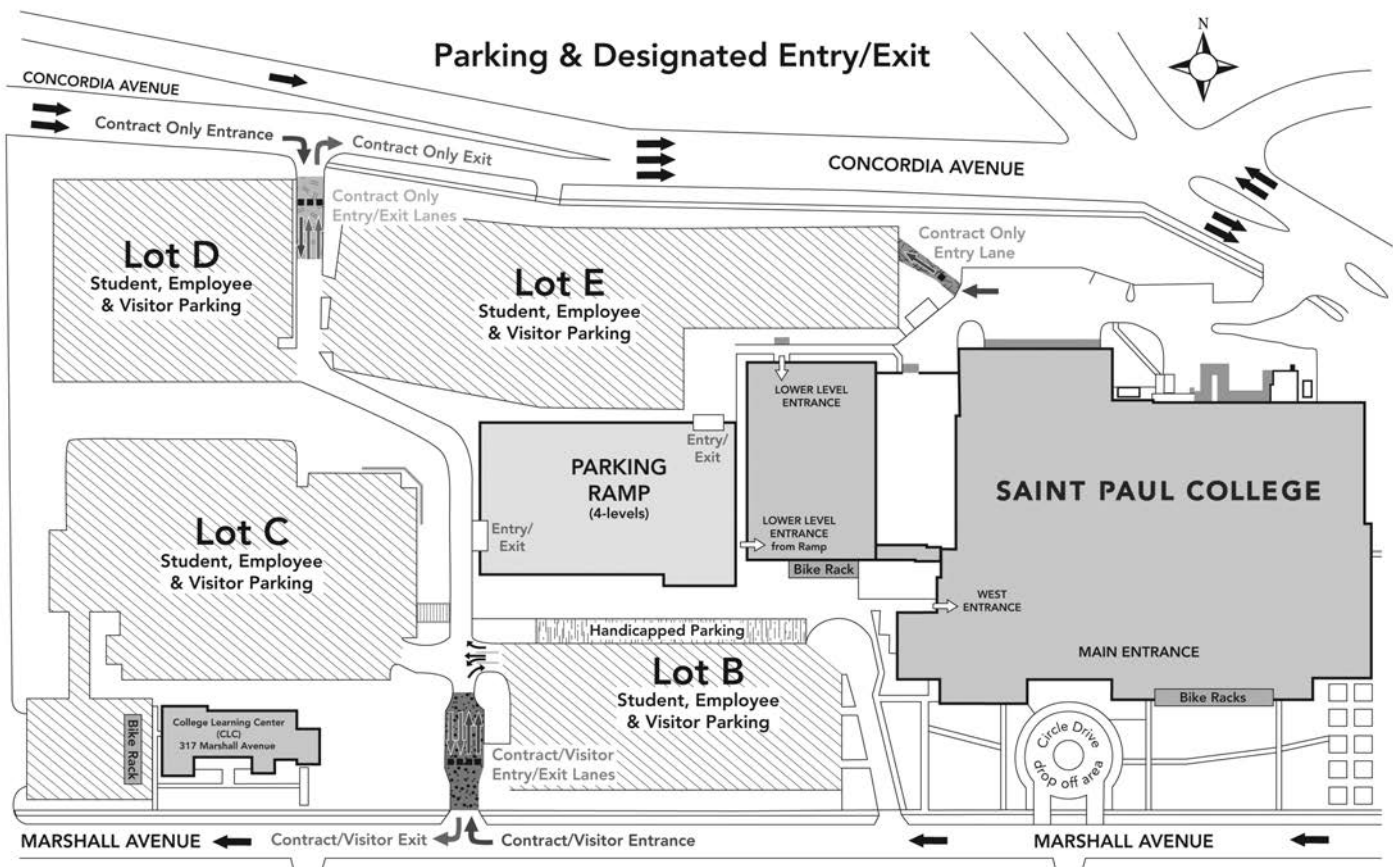 Parking & Designated Entry/Exit
N
CONCORDIA AVENUE
Contract Only Entrance
Contract Only Exit
CONCORDIA AVENUE
Contract Only
Entry/Exit Lanes
Contract Only
Entry Lane
Lot D
Student, Employee
& Visitor Parking
Lot E
Student, Employee
& Visitor Parking
LOWER LEVEL
ENTRANCE
Entry/
Exit
PARKING
RAMP
(4-levels)
SAINT PAUL COLLEGE
Lot C
Student, Employee
& Visitor Parking
Entry/
Exit
LOWER LEVEL
ENTRANCE
from Ramp
Bike Rack
WEST
ENTRANCE
Handicapped Parking
MAIN ENTRANCE
Lot B
Student, Employee
& Visitor Parking
Bike Racks
Bike Rack
College Learning Center
(CLC)
317 Marshall Avenue
Contract/Visitor
Entry/Exit Lanes
Circle Drive
drop off area
MARSHALL AVENUE
Contract/Visitor Exit
Contract/Visitor Entrance
MARSHALL AVENUE